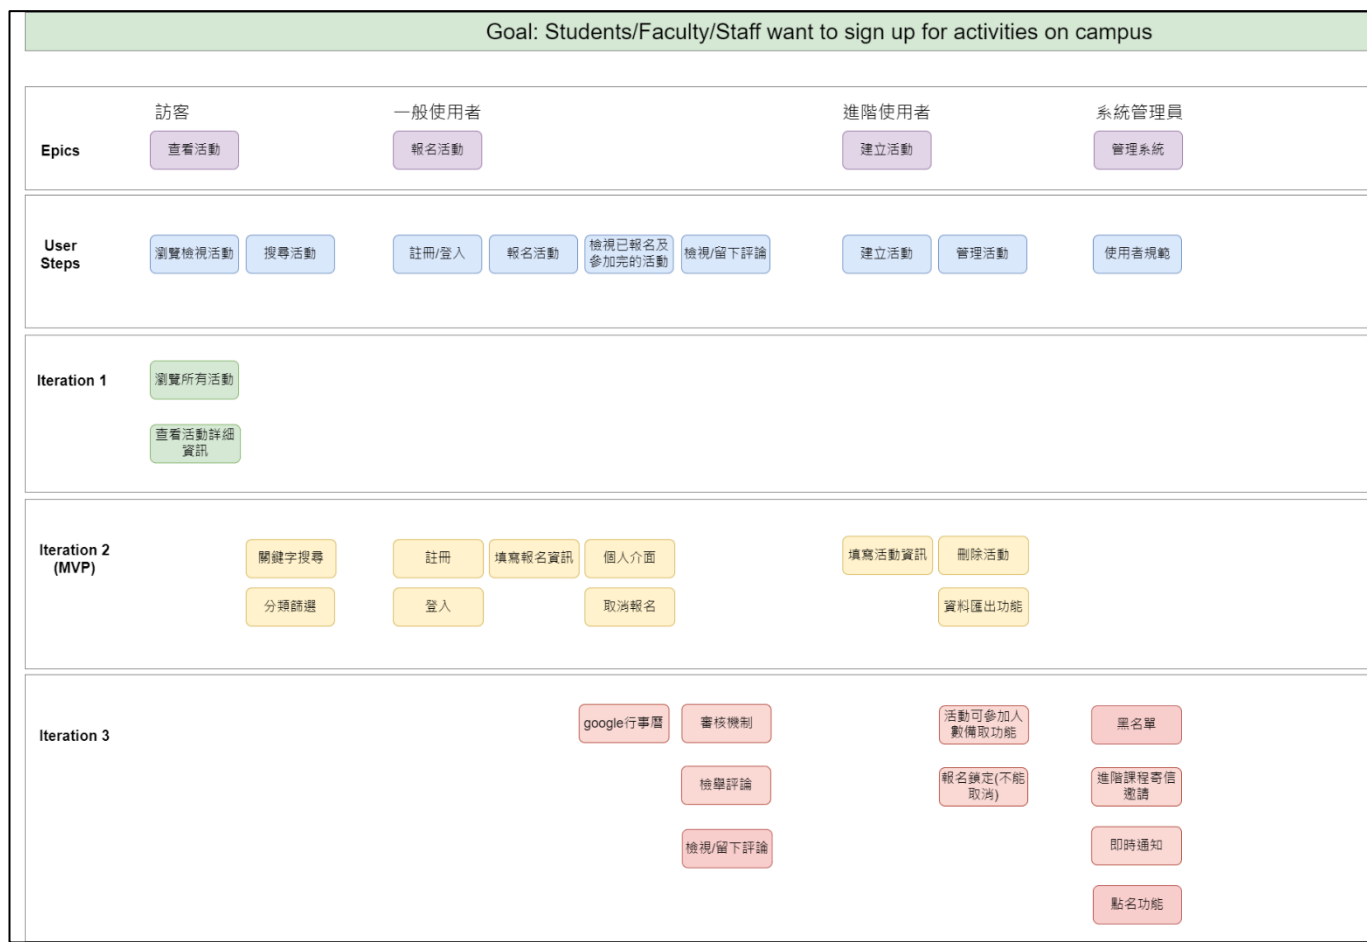 Goal: Students/Faculty/Staff want to sign up for activities on campus
訪客
一般使用者
進階使用者
系統管理員
Epics
查看活動
報名活動
建立活動
管理系統
User
Steps
瀏覽檢視活動
搜尋活動
註冊/登入
報名活動
檢視已報名及
參加完的活動
檢視/留下評論
建立活動
管理活動
使用者規範
Iteration 1
瀏覽所有活動
查看活動詳細
資訊
Iteration 2
(MVP)
關鍵字搜尋
註冊
填寫報名資訊
個人介面
填寫活動資訊
刪除活動
分類篩選
登入
取消報名
資料匯出功能
Iteration 3
google行事曆
審核機制
活動可參加人
數備取功能
黑名單
檢舉評論
報名鎖定(不能
取消)
進階課程寄信
邀請
檢視/留下評論
即時通知
點名功能